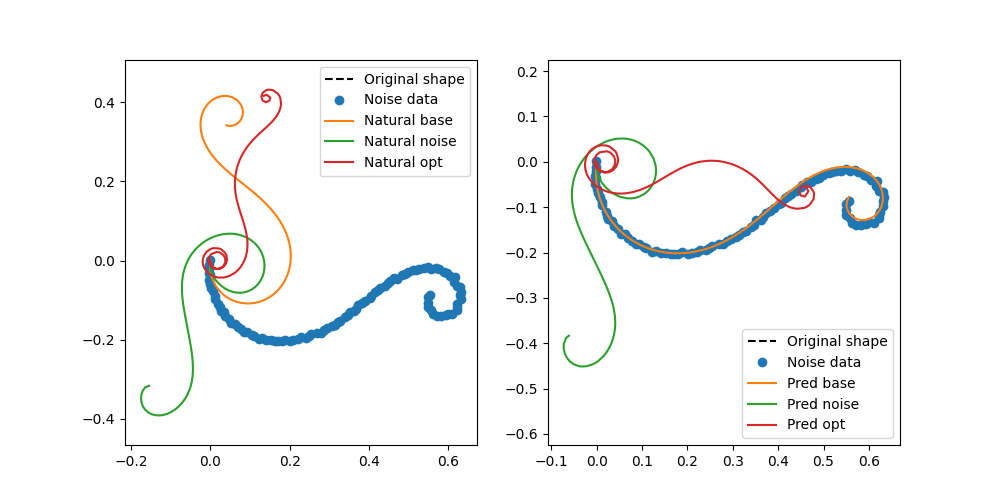 Original shape
Noise data
Natural base
Natural noise
Natural opt
0.4
0.2
0.0
−0.2
−0.4
−0.2
0.0
0.2
0.4
0.6
0.2
0.1
0.0
−0.1
−0.2
−0.3
−0.4
−0.5
−0.6
Original shape
Noise data
Pred base
Pred noise
Pred opt
−0.1
0.0
0.1
0.2
0.3
0.4
0.5
0.6